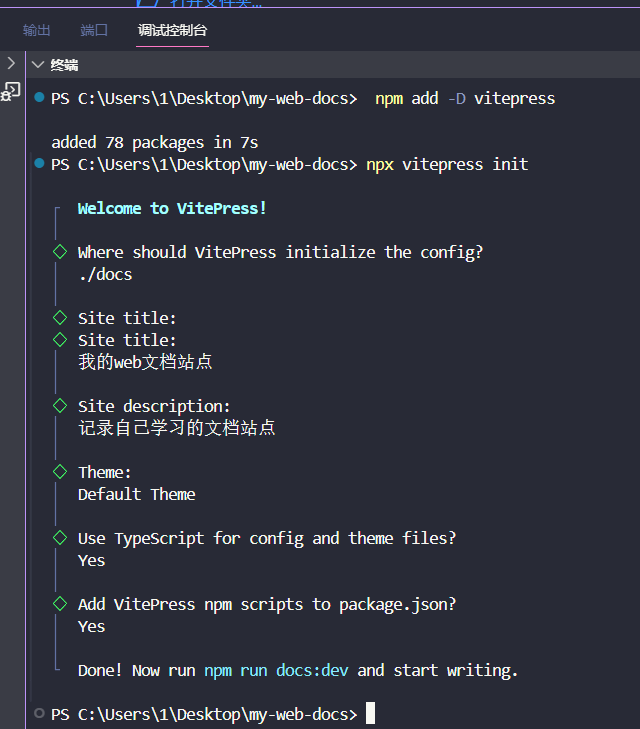 打开文件夹...
输出 端口 调试控制台
终端
PS C:\Users\1\Desktop\my-web-docs>  npm add -D vitepress
added 78 packages in 7s
PS C:\Users\1\Desktop\my-web-docs> npx vitepress init
Welcome to VitePress!
Where should VitePress initialize the config?
./docs
Site title:
Site title:
我的web文档站点
Site description:
记录自己学习的文档站点
Theme:
Default Theme
Use TypeScript for config and theme files?
Yes
Add VitePress npm scripts to package.json?
Yes
Done! Now run npm run docs:dev and start writing.
PS C:\Users\1\Desktop\my-web-docs>